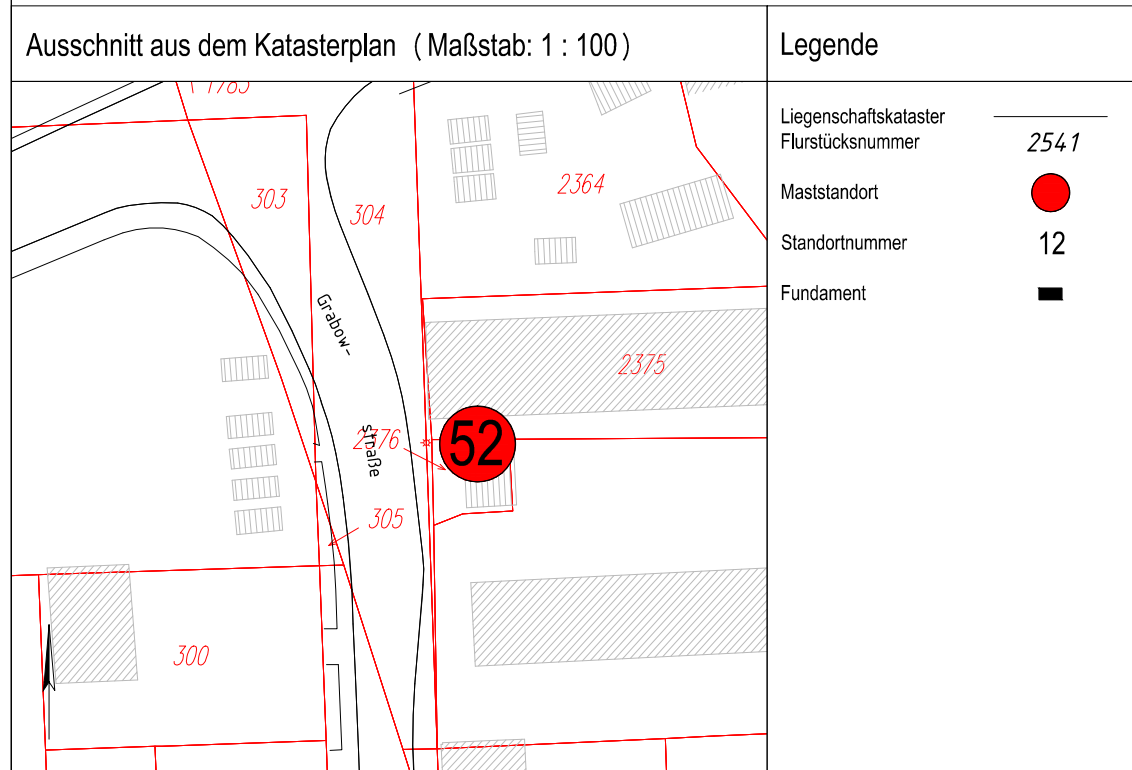 Ausschnitt aus dem Katasterplan (Maßstab: 1 : 100)
Legende
Liegenschaftskataster
Flurstücksnummer
2541
Maststandort
Standortnummer
12
Fundament
1785
303
304
2364
Grabow-
straße
2375
2376
52
305
300